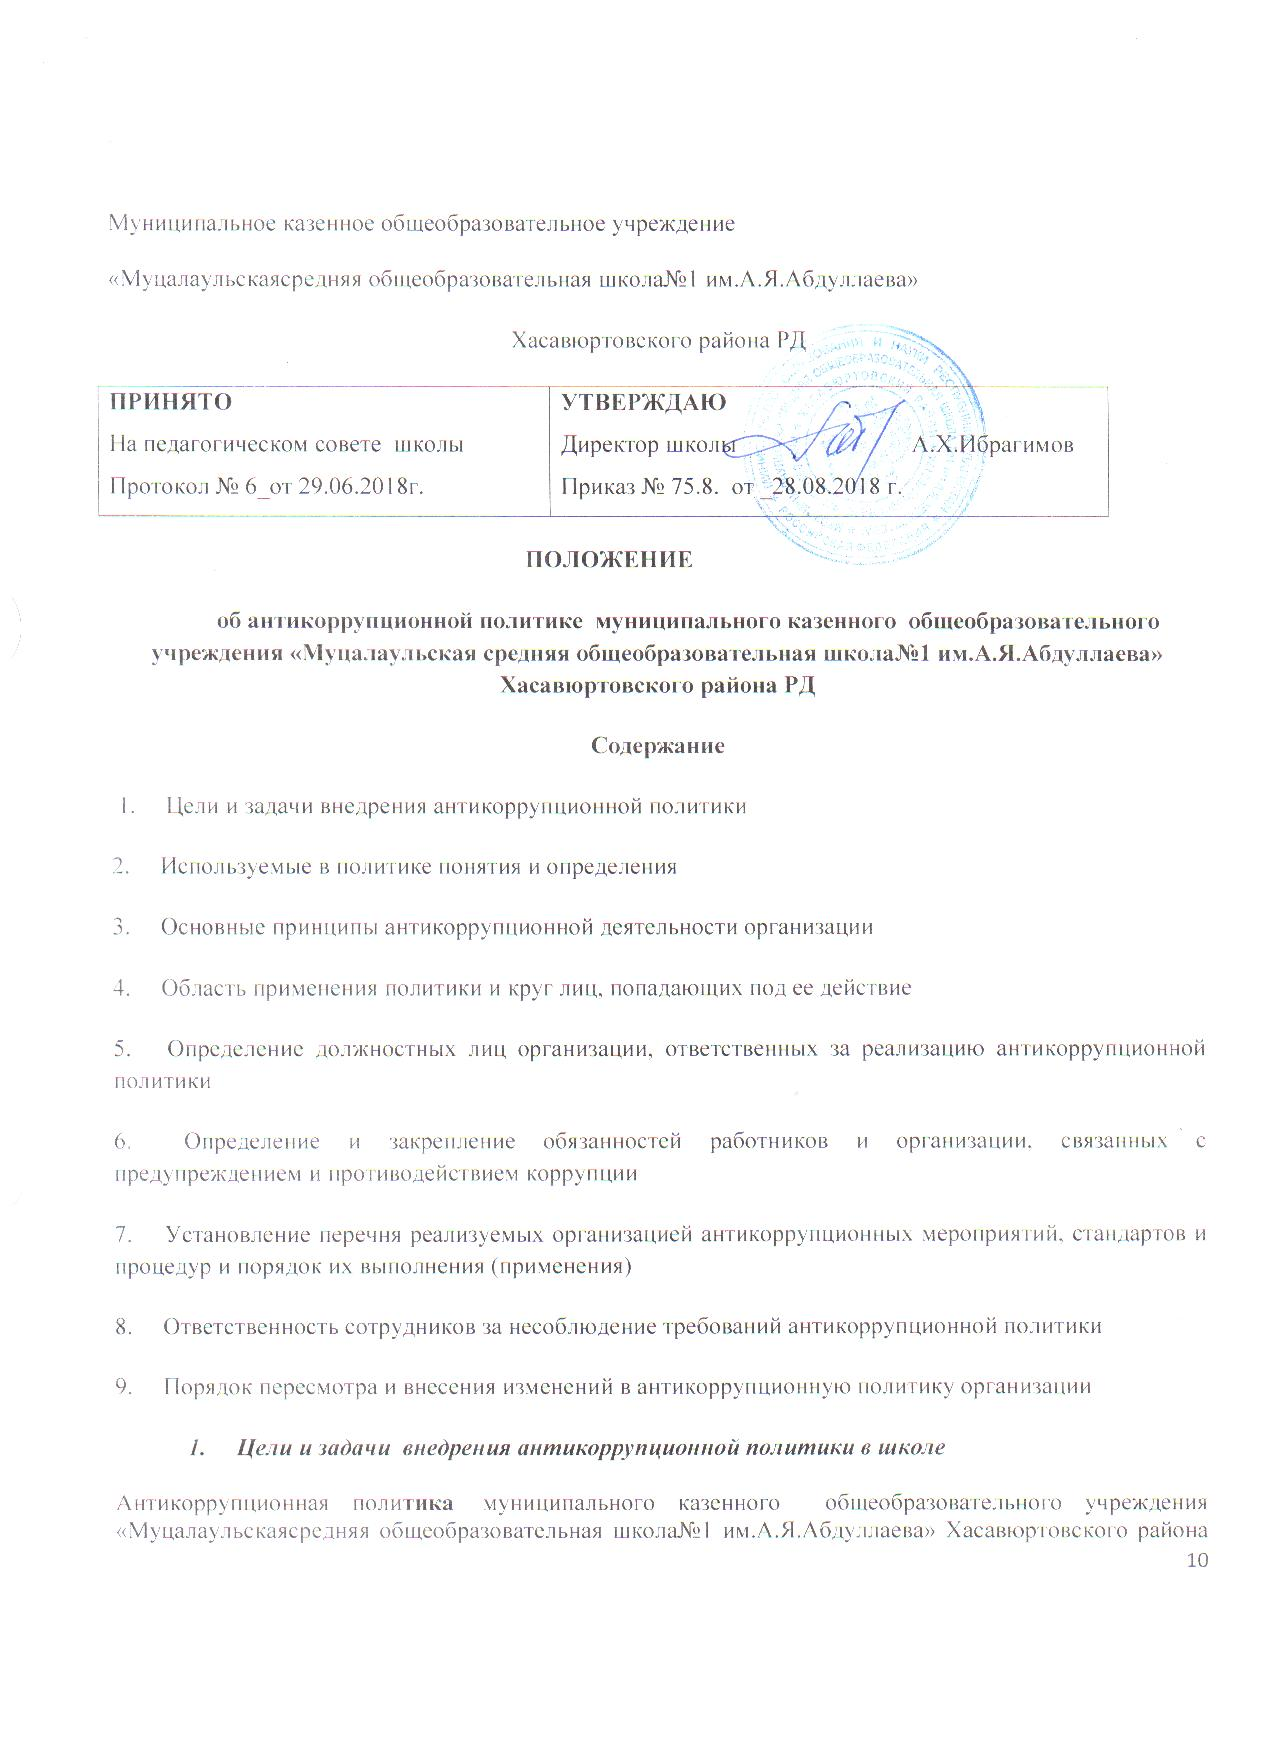 Муниципальное казенное общеобразовательное учреждение
«Муцалаульскаясредняя общеобразовательная школа№1 им.А.Я.Абдуллаева»
Хасавюртовского района РД
ПРИНЯТО
На педагогическом совете школы
Протокол № 6_от 29.06.2018г.
УТВЕРЖДАЮ
Директор школы А.Х.Ибрагимов
Приказ № 75.8. от _28.08.2018 г.
ПОЛОЖЕНИЕ
об антикоррупционной политике муниципального казенного общеобразовательного
учреждения «Муцалаульская средняя общеобразовательная школа№1 им.А.Я.Абдуллаева»
Хасавюртовского района РД
Содержание
1. Цели и задачи внедрения антикоррупционной политики
2. Используемые в политике понятия и определения
3. Основные принципы антикоррупционной деятельности организации
4. Область применения политики и круг лиц, попадающих под ее действие
5. Определение должностных лиц организации, ответственных за реализацию антикоррупционной
политики
6. Определение и закрепление обязанностей работников и организации, связанных с
предупреждением и противодействием коррупции
7. Установление перечня реализуемых организацией антикоррупционных мероприятий, стандартов и
процедур и порядок их выполнения (применения)
8. Ответственность сотрудников за несоблюдение требований антикоррупционной политики
9. Порядок пересмотра и внесения изменений в антикоррупционную политику организации
1. Цели и задачи внедрения антикоррупционной политики в школе
Антикоррупционная политика муниципального казенного общеобразовательного учреждения
«Муцалаульскаясредняя общеобразовательная школа№1 им.А.Я.Абдуллаева» Хасавюртовского района
10